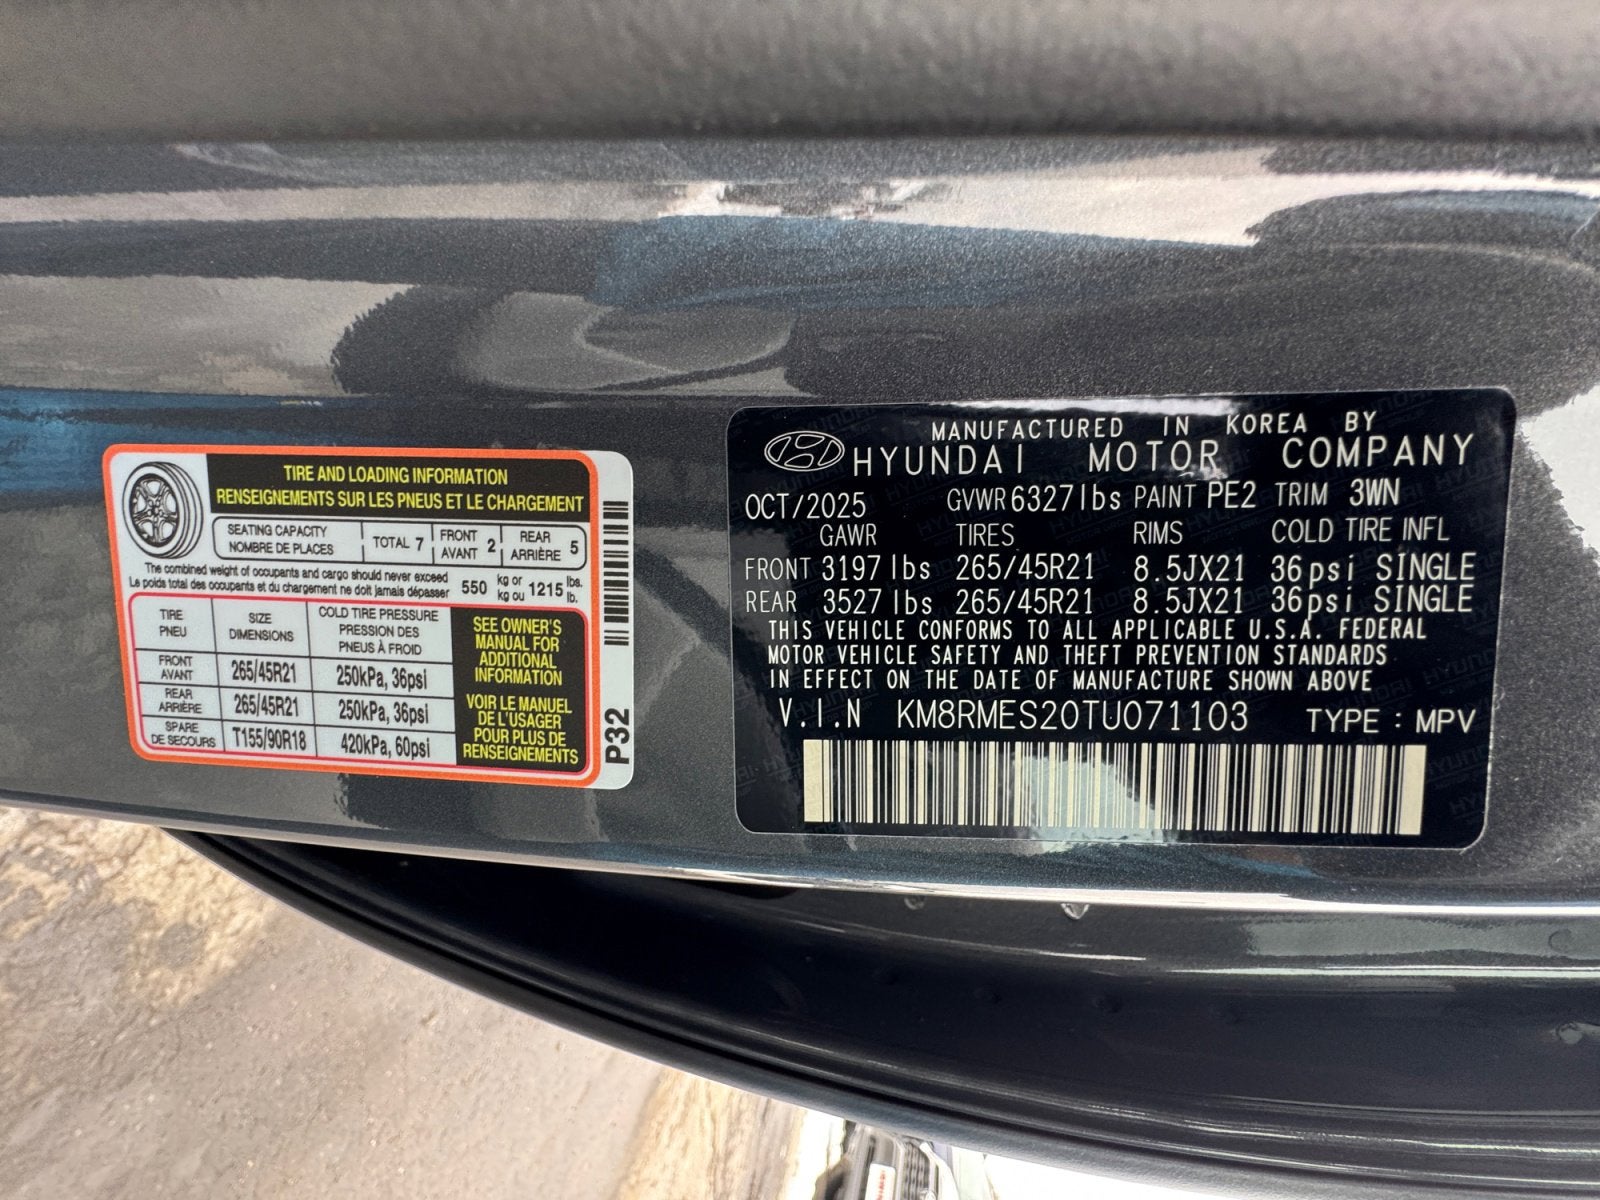 TIRE AND LOADING INFORMATION
RENSEIGNEMENTS SUR LES PNEUS ET LE CHARGEMENT
SEATING CAPACITY
NOMBRE DE PLACES
TOTAL 7
FRONT
AVANT 2
REAR
ARRIÈRE 5
The combined weight of occupants and cargo should never exceed
Le poids total des occupants et du chargement ne doit jamais dépasser
550 kg or
kg ou 1215 lbs.
lb.
TIRE
PNEU
SIZE
DIMENSIONS
COLD TIRE PRESSURE
PRESSION DES
PNEUS À FROID
FRONT
AVANT
265/45R21
250kPa, 36psi
REAR
ARRIÈRE
265/45R21
250kPa, 36psi
SPARE
DE SECOURS
T155/90R18
420kPa, 60psi
SEE OWNER'S
MANUAL FOR
ADDITIONAL
INFORMATION
VOIR LE MANUEL
DE L'USAGER
POUR PLUS DE
RENSEIGNEMENTS
P32
MANUFACTURED IN KOREA BY
HYUNDAI MOTOR COMPANY
OCT/2025 GVWR 6327lbs PAINT PE2 TRIM 3WN
GAWR TIRES RIMS COLD TIRE INFL
FRONT 3197 lbs 265/45R21 8.5JX21 36psi SINGLE
REAR 3527 lbs 265/45R21 8.5JX21 36psi SINGLE
THIS VEHICLE CONFORMS TO ALL APPLICABLE U.S.A. FEDERAL
MOTOR VEHICLE SAFETY AND THEFT PREVENTION STANDARDS
IN EFFECT ON THE DATE OF MANUFACTURE SHOWN ABOVE
V.I.N KM8RMES20TU071103 TYPE : MPV